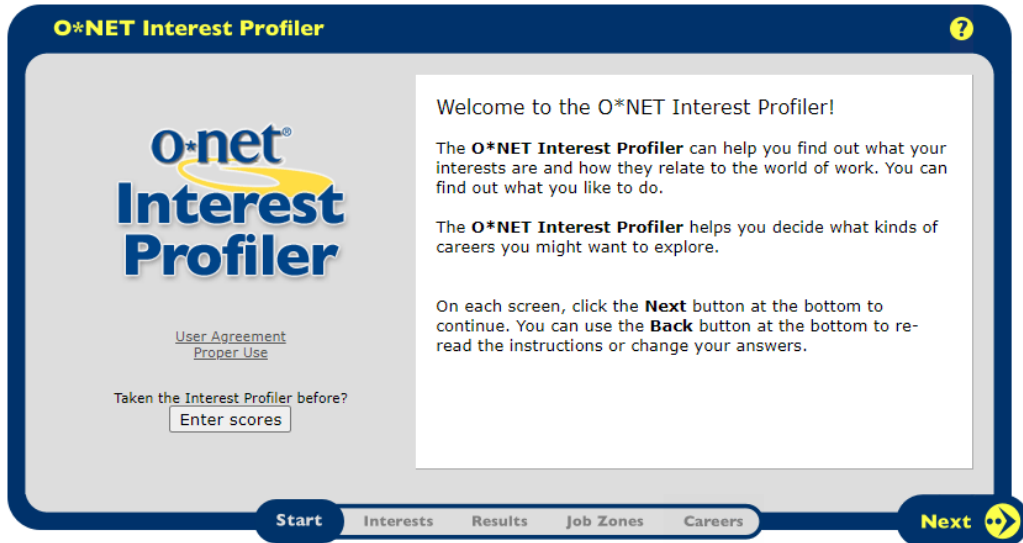 O*NET Interest Profiler
?
o*net®
Interest
Profiler
User Agreement
Proper Use
Taken the Interest Profiler before?
Enter scores
Welcome to the O*NET Interest Profiler!
The O*NET Interest Profiler can help you find out what your
interests are and how they relate to the world of work. You can
find out what you like to do.
The O*NET Interest Profiler helps you decide what kinds of
careers you might want to explore.
On each screen, click the Next button at the bottom to
continue. You can use the Back button at the bottom to re-
read the instructions or change your answers.
Start Interests Results Job Zones Careers
Next